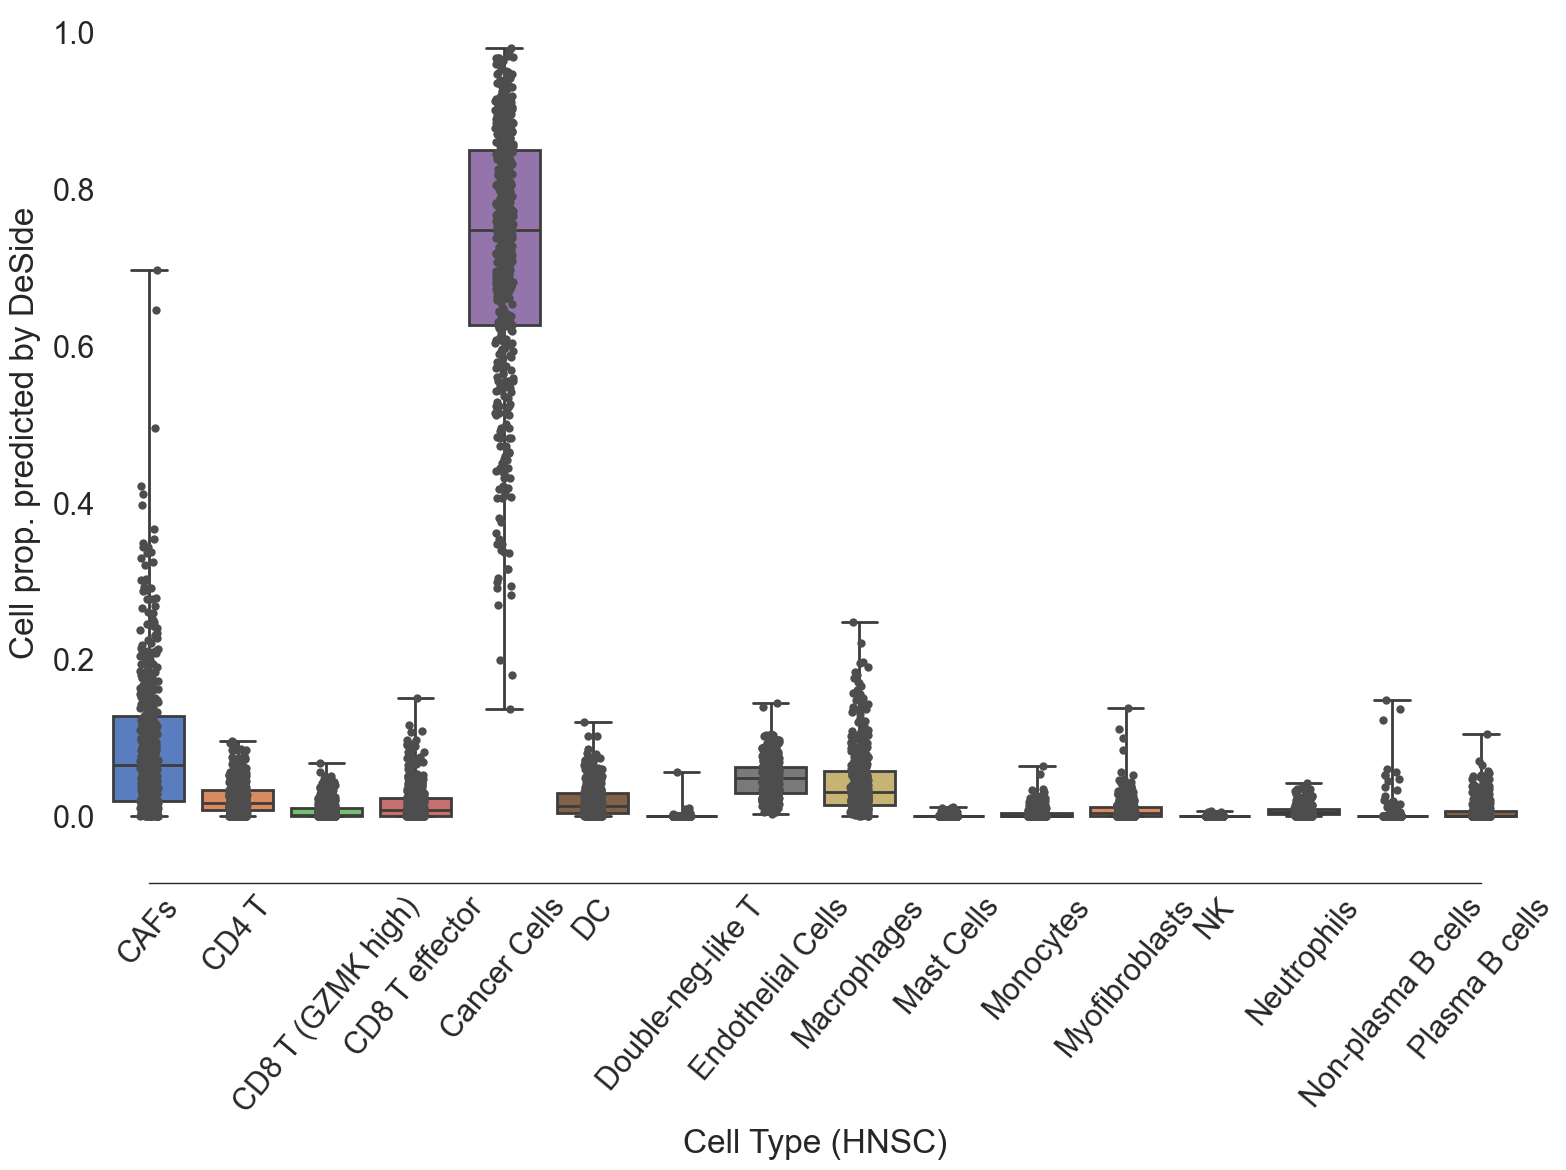 1.0
0.8
0.6
0.4
0.2
0.0
Cell prop. predicted by DeSide
CAFs
CD4 T
CD8 T (GZMK high)
CD8 T effector
Cancer Cells
DC
Double-neg-like T
Endothelial Cells
Macrophages
Mast Cells
Monocytes
Myofibroblasts
NK
Neutrophils
Non-plasma B cells
Plasma B cells
Cell Type (HNSC)